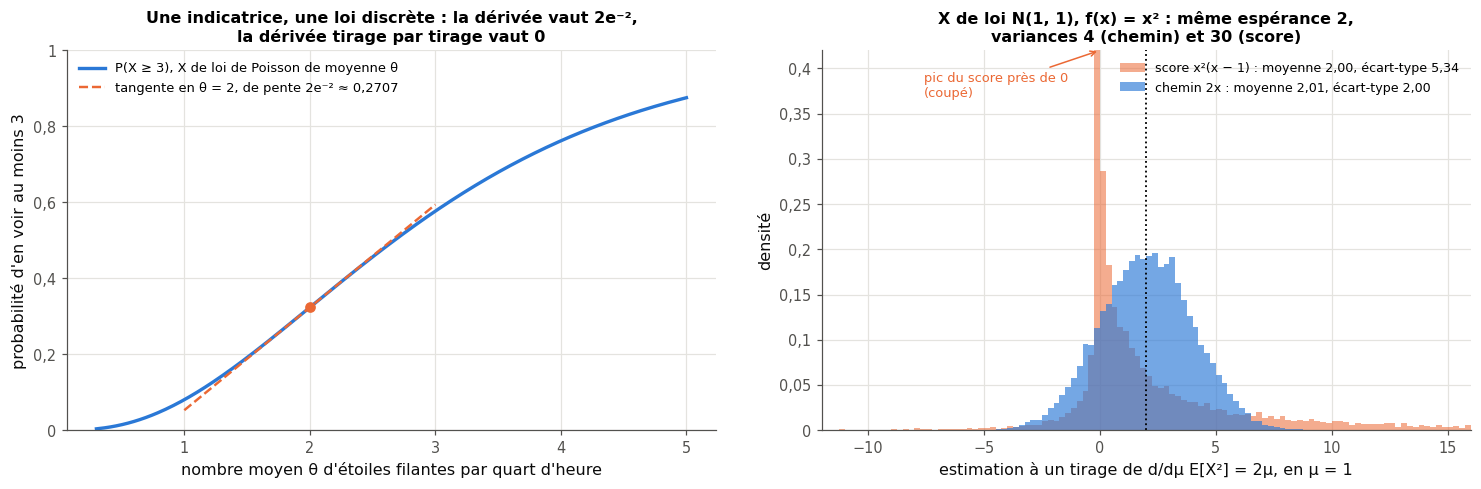 Une indicatrice, une loi discrète : la dérivée vaut 2e⁻²,
la dérivée tirage par tirage vaut 0
P(X ≥ 3), X de loi de Poisson de moyenne θ
tangente en θ = 2, de pente 2e⁻² ≈ 0,2707
probabilité d'en voir au moins 3
1
0,8
0,6
0,4
0,2
0
1
2
3
4
5
nombre moyen θ d'étoiles filantes par quart d'heure
X de loi N(1, 1), f(x) = x² : même espérance 2,
variances 4 (chemin) et 30 (score)
pic du score près de 0
(coupé)
score x²(x − 1) : moyenne 2,00, écart-type 5,34
chemin 2x : moyenne 2,01, écart-type 2,00
densité
0,4
0,35
0,3
0,25
0,2
0,15
0,1
0,05
0
−10
−5
0
5
10
15
estimation à un tirage de d/dµ E[X²] = 2µ, en µ = 1